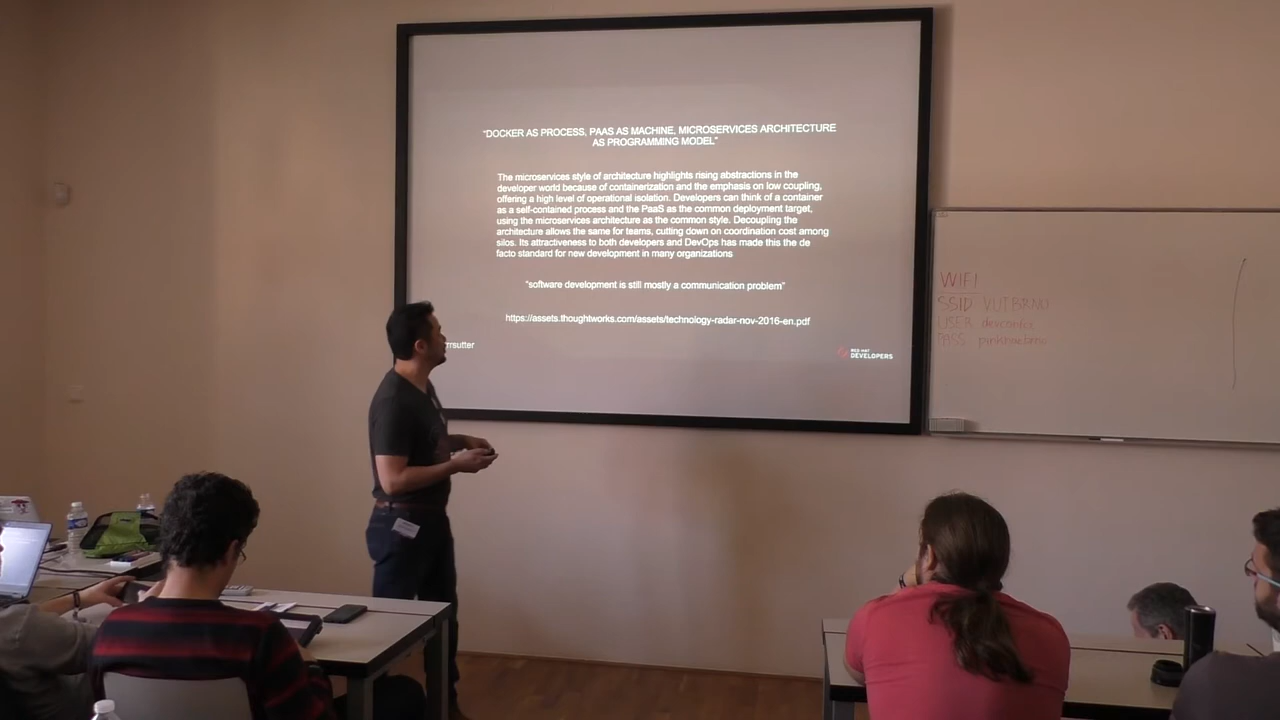 "DOCKER AS PROCESS, PAAS AS MACHINE, MICROSERVICES ARCHITECTURE
AS PROGRAMMING MODEL"
The microservices style of architecture highlights rising abstractions in the
developer world because of containerization and the emphasis on low coupling,
offering a high level of operational isolation. Developers can think of a container
as a self-contained process and the PaaS as the common deployment target,
using the microservices architecture as the common style. Decoupling the
architecture allows the same for teams, cutting down on coordination cost among
silos. Its attractiveness to both developers and DevOps has made this the de
facto standard for new development in many organizations
"software development is still mostly a communication problem"
https://assets.thoughtworks.com/assets/technology-radar-nov-2016-en.pdf
rrsutter
RED HAT
DEVELOPERS
WIFI
SSID VUTBRNO
USER devconfcz
PASS